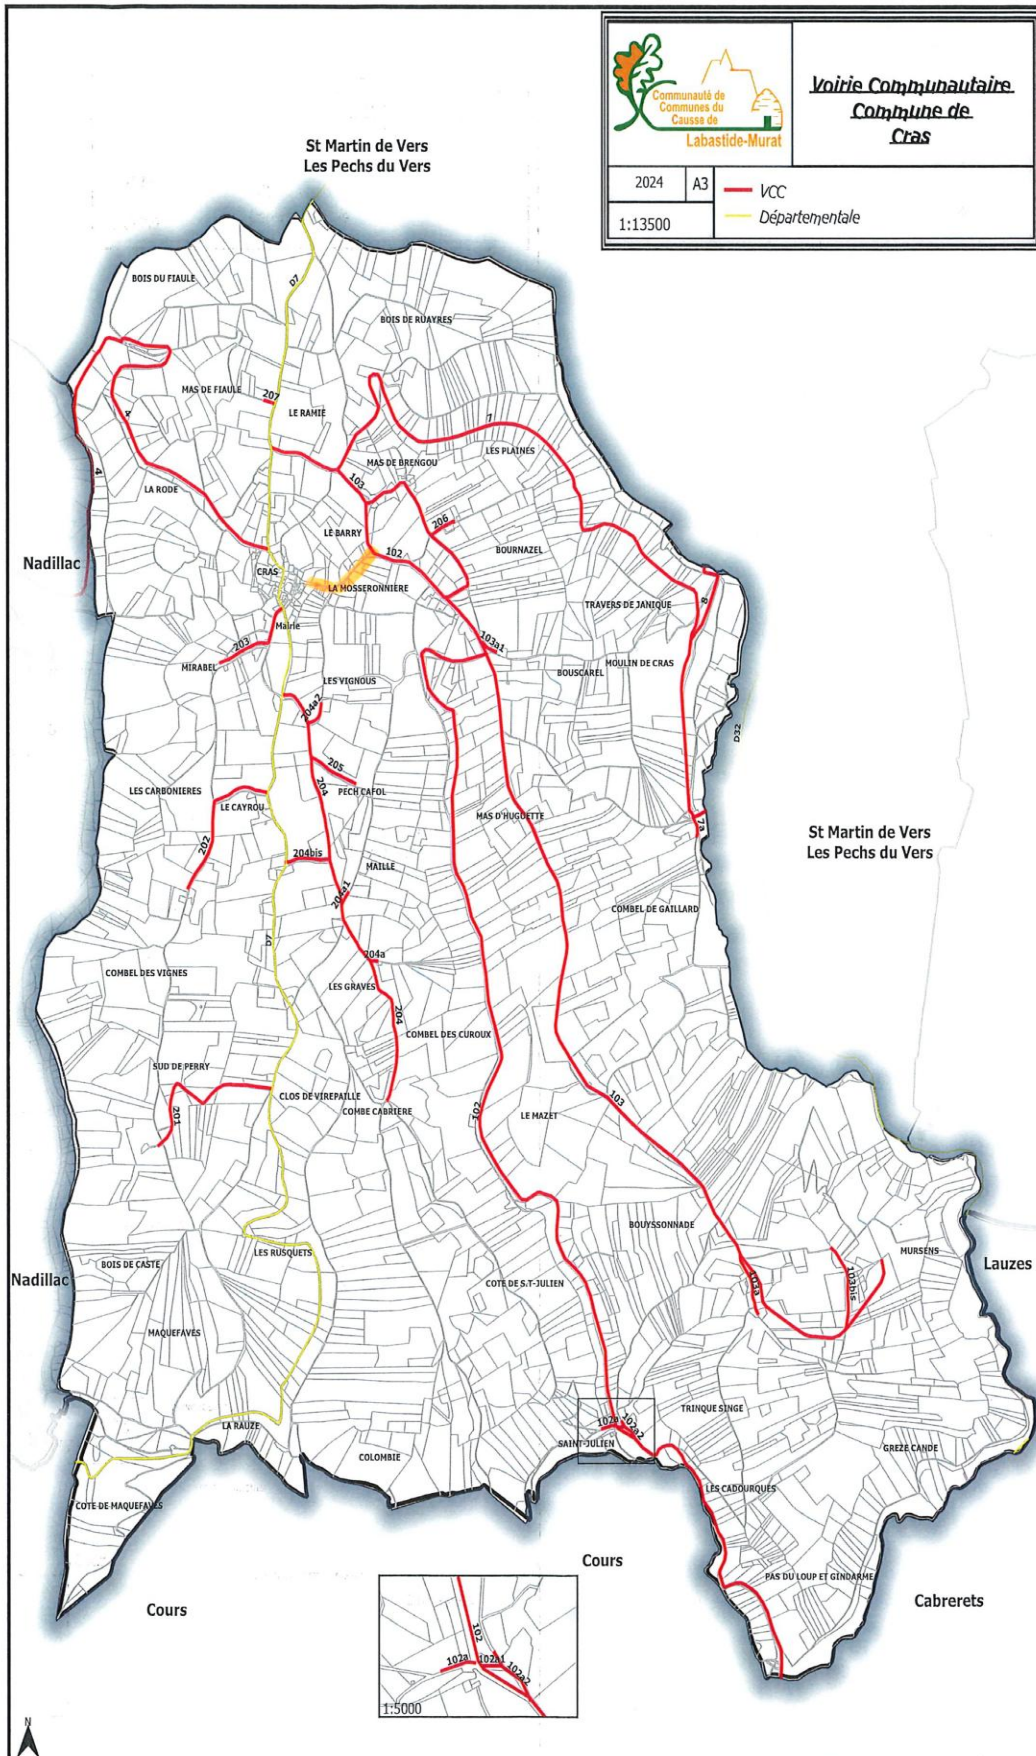 Communauté de
Communes du
Causse de
Labastide-Murat
Voirie Communautaire
Commune de
Cras
2024
A3
1:13500
VCC
Départementale
St Martin de Vers
Les Pechs du Vers
BOIS DU FIAULE
D7
BOIS DE RUAYRES
MAS DE FIAULE
207
LE RAMIE
4
7
LES PLAINES
MAS DE BRENGOU
4
103
LA RODE
206
LE BARRY
BOURNAZEL
102
Nadillac
CRAS
LA MOSSERONNIERE
8
TRAVERS DE JANIQUE
Mairie
203
103a1
MIRABEL
MOULIN DE CRAS
BOUSCAREL
LES VIGNOUS
204a2
D32
205
204
PECH CAFOL
LES CARBONIERES
LE CAYROU
MAS D'HUGUETTE
7a
St Martin de Vers
Les Pechs du Vers
202
204bis
MAILLE
204a1
COMBEL DE GAILLARD
D7
204a
COMBEL DES VIGNES
LES GRAVES
204
COMBEL DES CUROUX
SUD DE PERRY
CLOS DE VIREPAILLE
COMBE CABRIERE
103
201
102
LE MAZET
BOUYSSONNADE
LES RUSQUETS
MURSENS
BOIS DE CASTE
Lauzes
Nadillac
COTE DE S.T-JULIEN
103a
103bis
MAQUEFAVES
TRINQUE SINGE
102a
102a2
LA RAUZE
SAINT-JULIEN
GREZE CANDE
COLOMBIE
LES CADOURQUES
COTE DE MAQUEFAVES
Cours
PAS DU LOUP ET GINDARME
Cabrerets
Cours
102
102a
102a1
102a2
1:5000
N